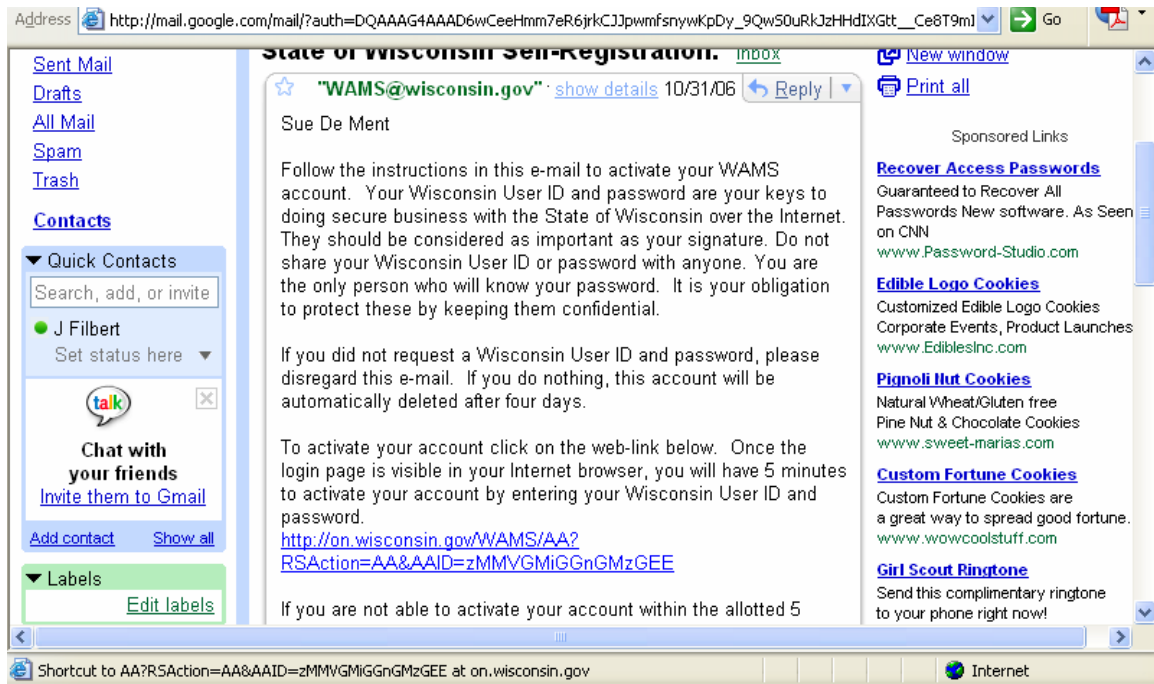 Address http://mail.google.com/mail/?auth=DQAAAG4AAAD6wCeeHmm7eR6jrkCJJpwmfsnywKpDy_9QwS0uRkJzHHdIXGtt__Ce8T9m1 Go
Sent Mail
Drafts
All Mail
Spam
Trash
Contacts
Quick Contacts
Search, add, or invite
J Filbert
Set status here
talk
Chat with
your friends
Invite them to Gmail
Add contact Show all
Labels
Edit labels
State of Wisconsin Self-Registration. Inbox
"WAMS@wisconsin.gov" show details 10/31/06 Reply
Sue De Ment
Follow the instructions in this e-mail to activate your WAMS
account. Your Wisconsin User ID and password are your keys to
doing secure business with the State of Wisconsin over the Internet.
They should be considered as important as your signature. Do not
share your Wisconsin User ID or password with anyone. You are
the only person who will know your password. It is your obligation
to protect these by keeping them confidential.
If you did not request a Wisconsin User ID and password, please
disregard this e-mail. If you do nothing, this account will be
automatically deleted after four days.
To activate your account click on the web-link below. Once the
login page is visible in your Internet browser, you will have 5 minutes
to activate your account by entering your Wisconsin User ID and
password.
http://on.wisconsin.gov/WAMS/AA?
RSAction=AA&AAID=zMMVGMiGGnGMzGEE
If you are not able to activate your account within the allotted 5
New window
Print all
Sponsored Links
Recover Access Passwords
Guaranteed to Recover All
Passwords New software. As Seen
on CNN
www.Password-Studio.com
Edible Logo Cookies
Customized Edible Logo Cookies
Corporate Events, Product Launches
www.EdiblesInc.com
Pignoli Nut Cookies
Natural Wheat/Gluten free
Pine Nut & Chocolate Cookies
www.sweet-marias.com
Custom Fortune Cookies
Custom Fortune Cookies are
a great way to spread good fortune.
www.wowcoolstuff.com
Girl Scout Ringtone
Send this complimentary ringtone
to your phone right now!
Shortcut to AA?RSAction=AA&AAID=zMMVGMiGGnGMzGEE at on.wisconsin.gov Internet